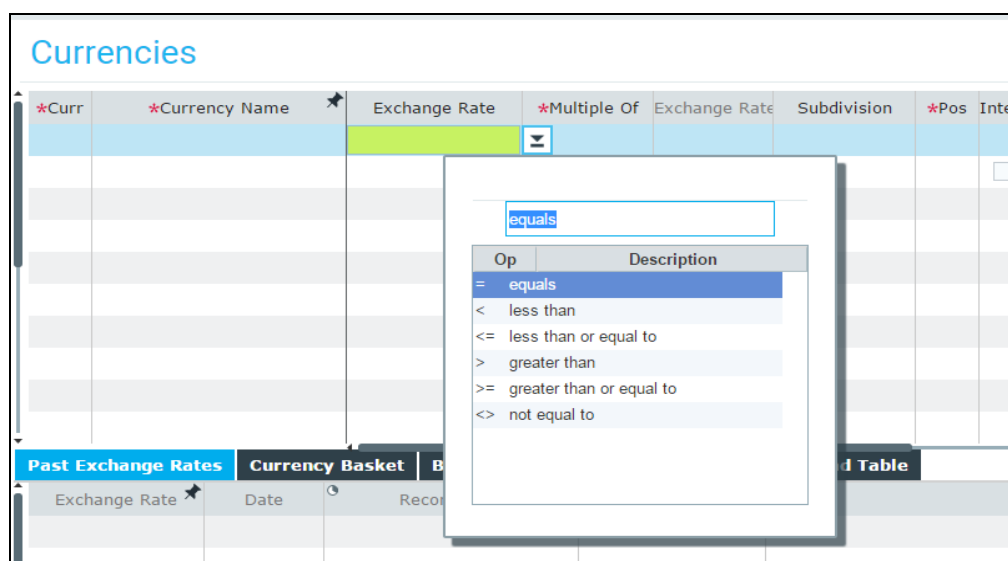 Currencies
*Curr *Currency Name Exchange Rate *Multiple Of Exchange Rate Subdivision *Pos Inte
equals
Op Description
= equals
< less than
<= less than or equal to
> greater than
>= greater than or equal to
<> not equal to
Past Exchange Rates Currency Basket B d Table
Exchange Rate Date Recor